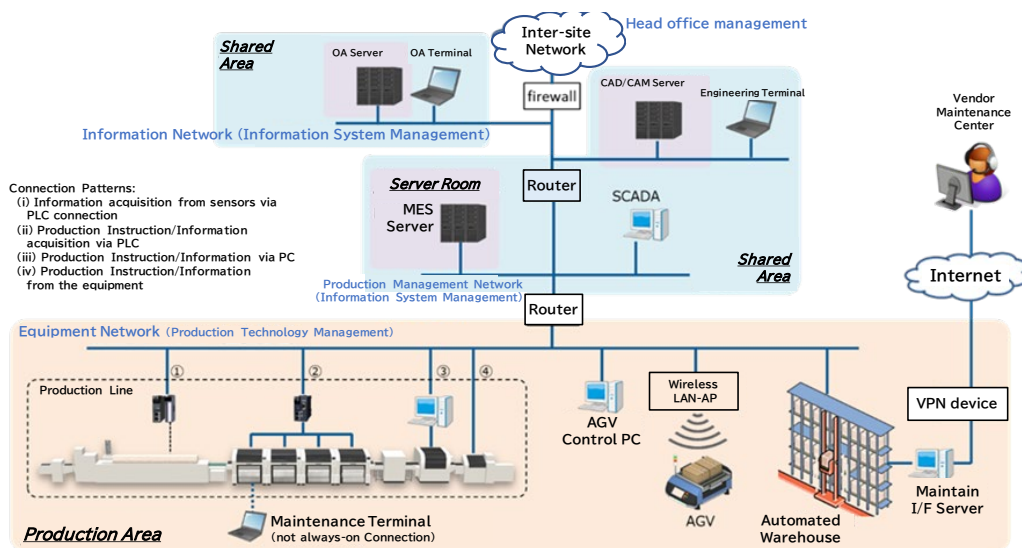 Head office management
Inter-site
Network
Shared
Area
OA Server
OA Terminal
firewall
CAD/CAM Server
Engineering Terminal
Information Network (Information System Management)
Vendor
Maintenance
Center
Connection Patterns:
(i) Information acquisition from sensors via
PLC connection
(ii) Production Instruction/Information
acquisition via PLC
(iii) Production Instruction/Information via PC
(iv) Production Instruction/Information
from the equipment
Server Room
MES
Server
Router
SCADA
Shared
Area
Internet
Production Management Network
(Information System Management)
Router
Equipment Network (Production Technology Management)
① ② ③ ④
Production Line
Wireless
LAN-AP
AGV
Control PC
VPN device
Maintenance Terminal
(not always-on Connection)
AGV
Automated
Warehouse
Maintain
I/F Server
Production Area